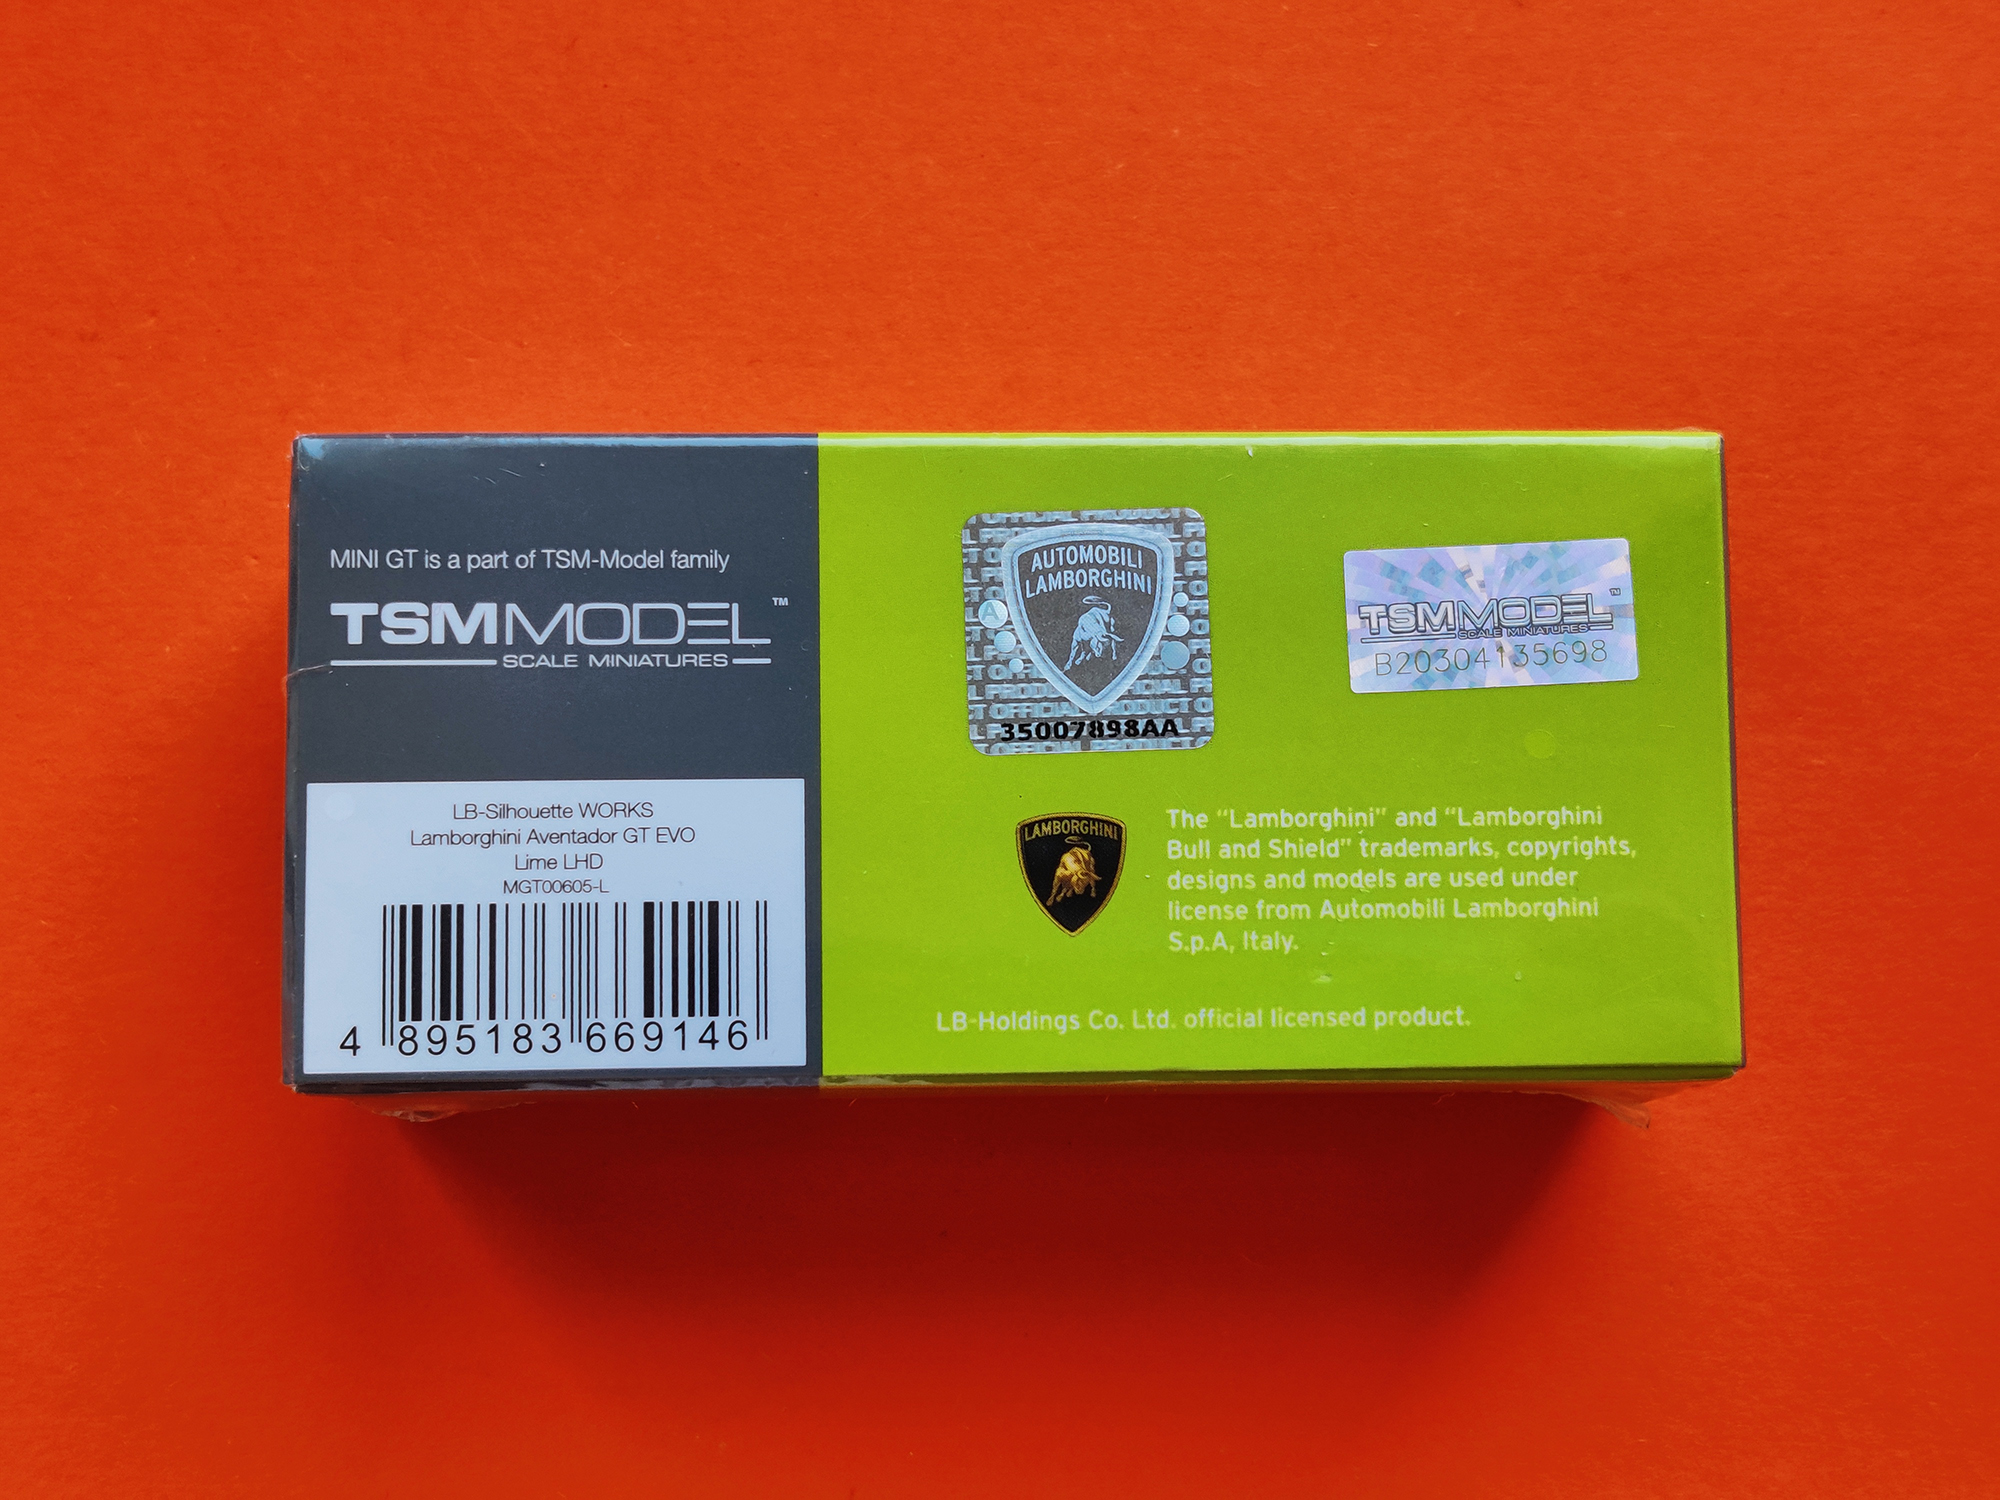 MINI GT is a part of TSM-Model family
TSMMODEL™
SCALE MINIATURES
LB-Silhouette WORKS
Lamborghini Aventador GT EVO
Lime LHD
MGT00605-L
4 895183 669146
AUTOMOBILI
LAMBORGHINI
35007898AA
TSMMODEL™
SCALE MINIATURES
B20304135698
LAMBORGHINI
The “Lamborghini” and “Lamborghini
Bull and Shield” trademarks, copyrights,
designs and models are used under
license from Automobili Lamborghini
S.p.A, Italy.
LB-Holdings Co. Ltd. official licensed product.